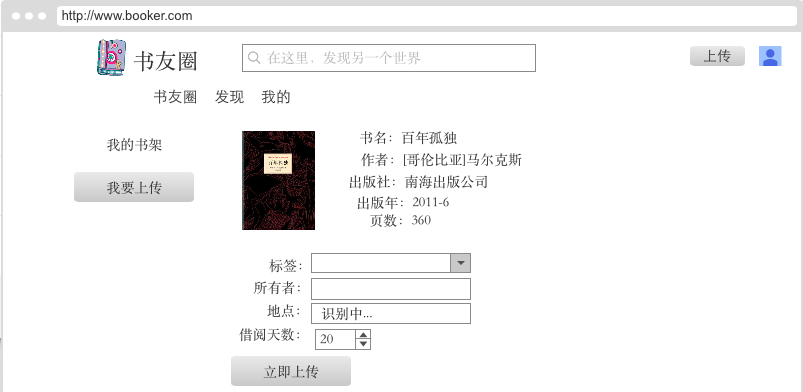 http://www.booker.com
书友圈
在这里，发现另一个世界
上传
书友圈 发现 我的
我的书架
我要上传
百年孤独
书名：百年孤独
作者：[哥伦比亚]马尔克斯
出版社：南海出版公司
出版年：2011-6
页数：360
标签：
所有者：
地点：识别中...
借阅天数：20
立即上传